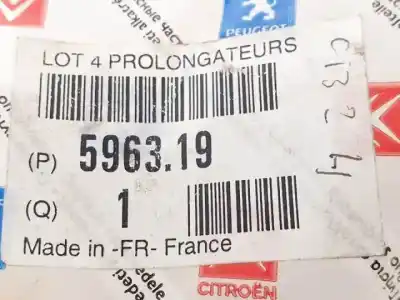 PEUGEOT
LOT 4 PROLONGATEURS
(P) 5963.19
(Q) 1
Made in -FR- France
CITROËN